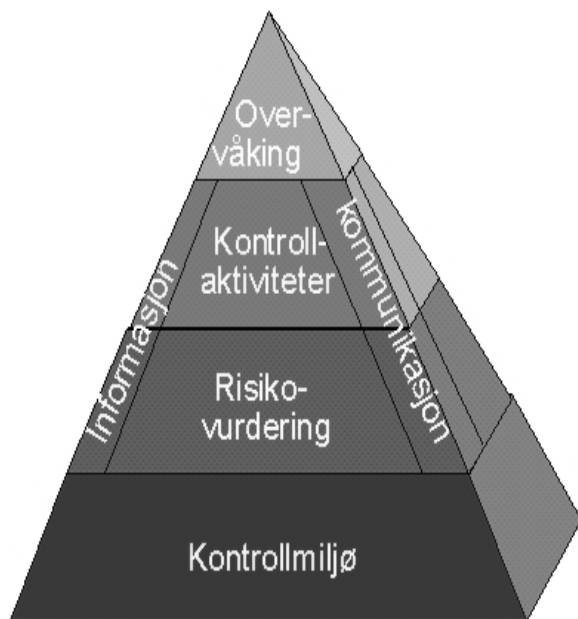 Over-
våking
Kontroll-
aktiviteter
Informasjon
kommunikasjon
Risiko-
vurdering
Kontrollmiljø